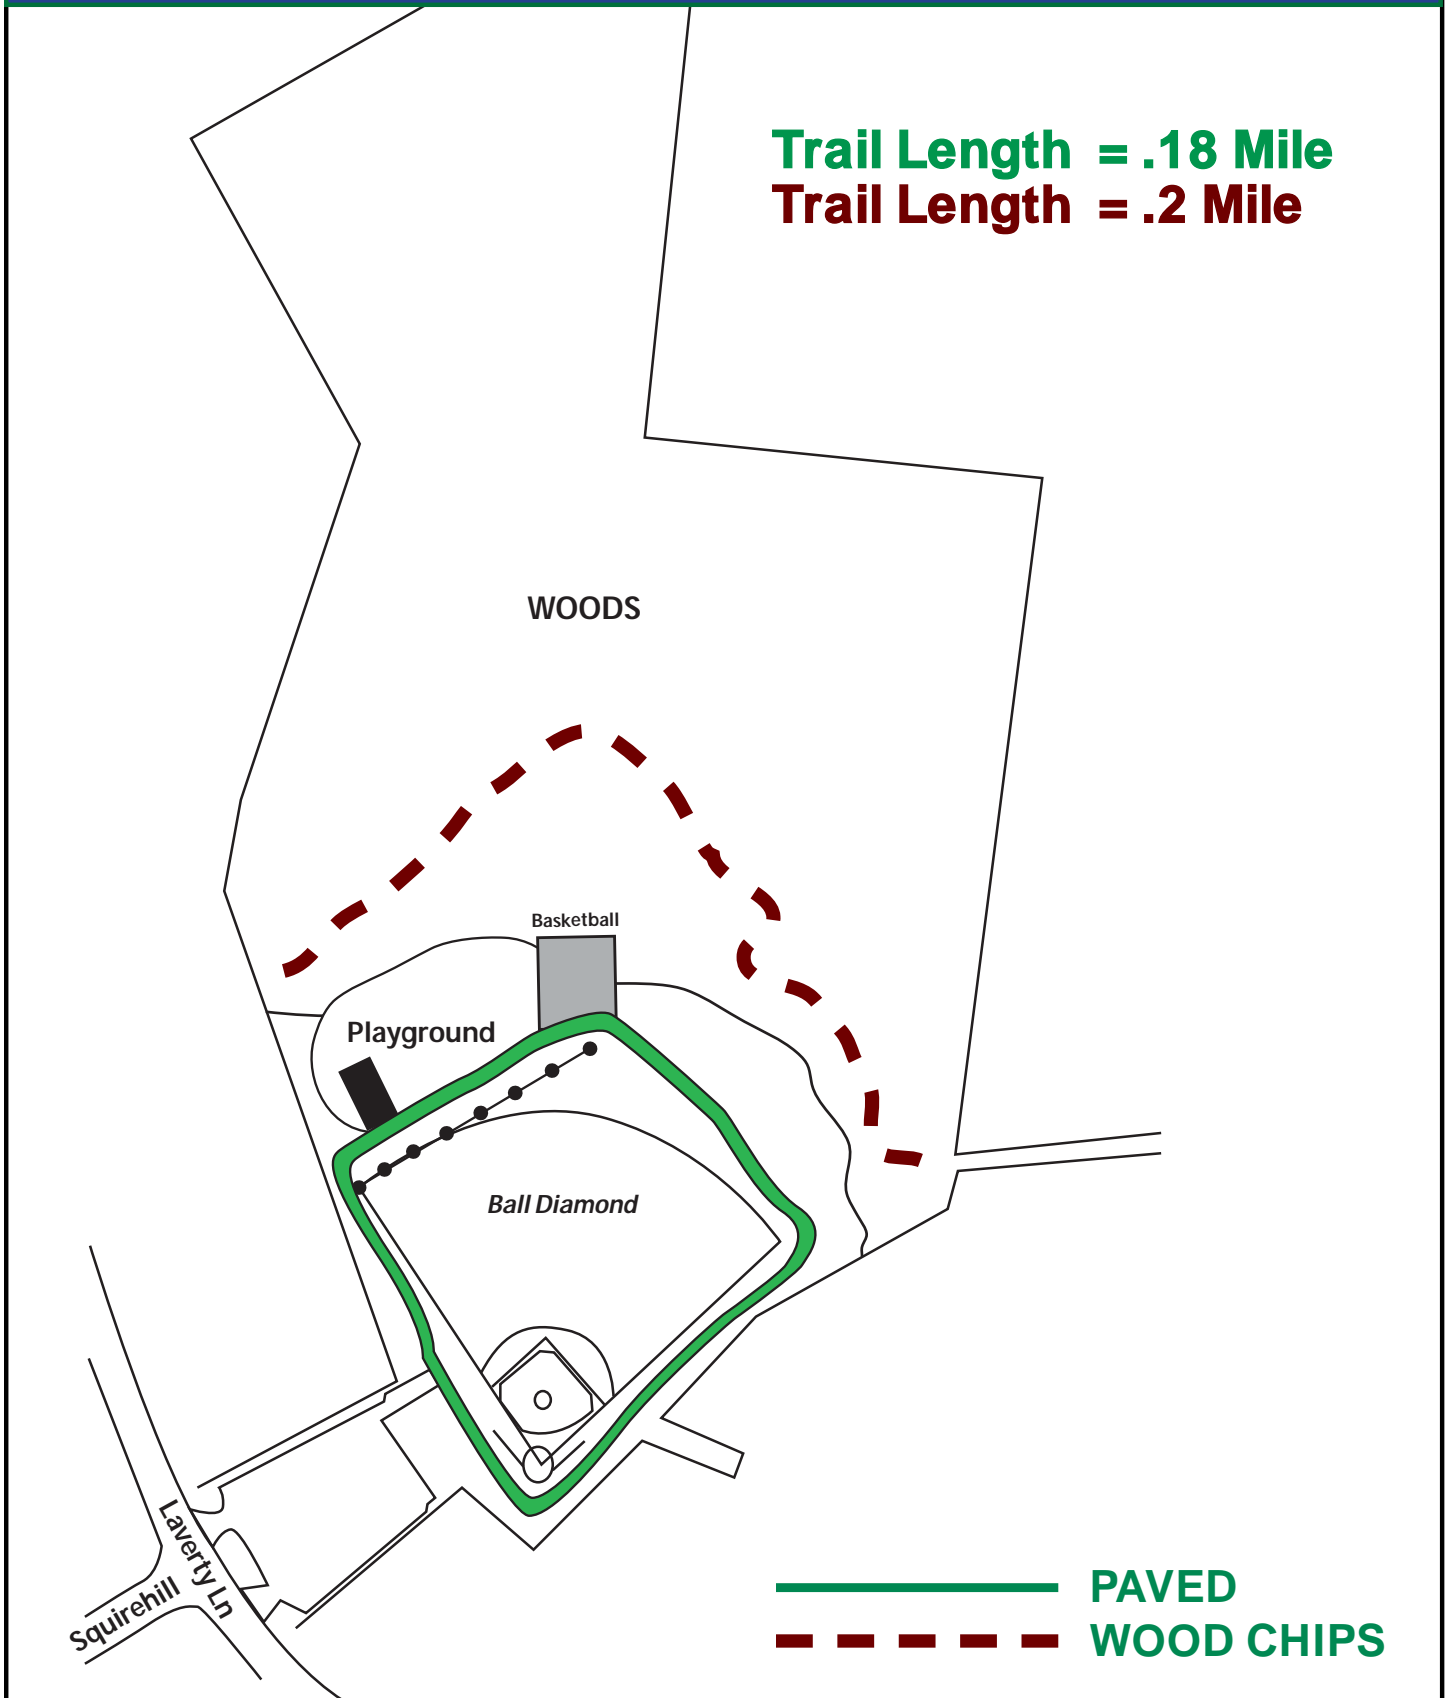 Trail Length = .18 Mile
Trail Length = .2 Mile
WOODS
Basketball
Playground
Ball Diamond
Laverty Ln
Squirehill
PAVED
WOOD CHIPS